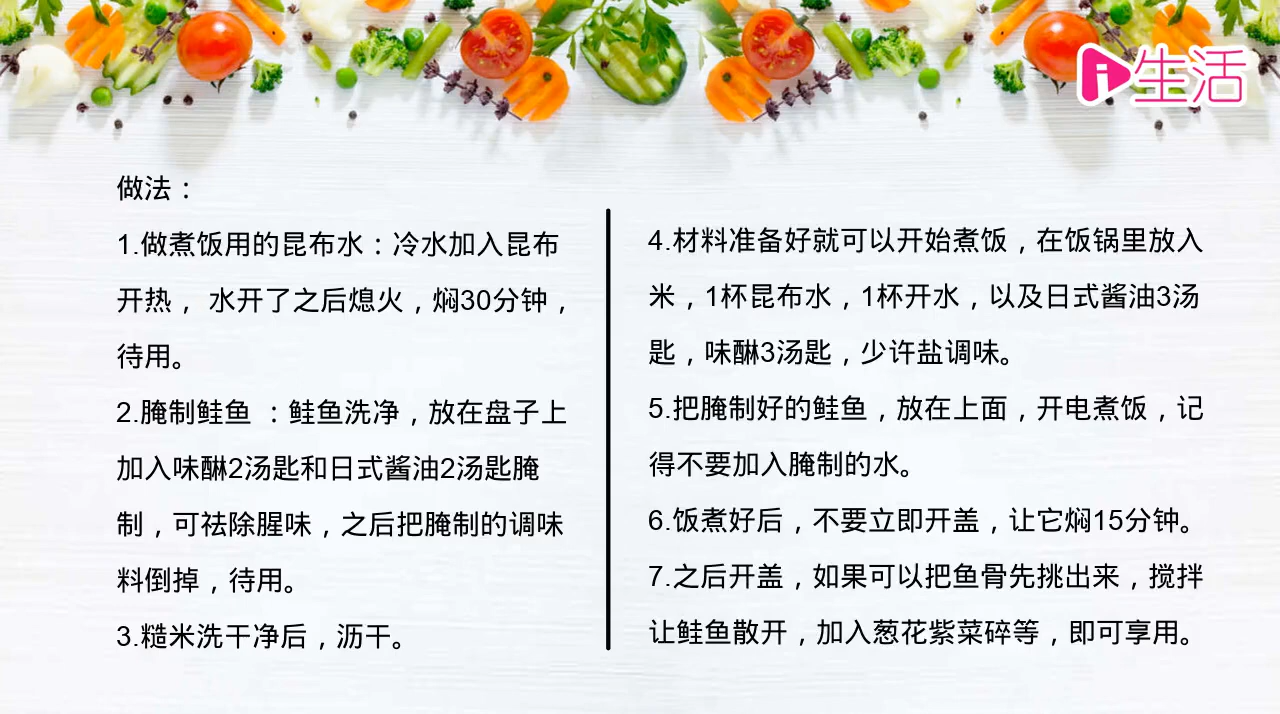 i生活
做法：
1.做煮饭用的昆布水：冷水加入昆布
开热， 水开了之后熄火，焖30分钟，
待用。
2.腌制鲑鱼 ：鲑鱼洗净，放在盘子上
加入味醂2汤匙和日式酱油2汤匙腌
制，可祛除腥味，之后把腌制的调味
料倒掉，待用。
3.糙米洗干净后，沥干。
4.材料准备好就可以开始煮饭，在饭锅里放入
米，1杯昆布水，1杯开水，以及日式酱油3汤
匙，味醂3汤匙，少许盐调味。
5.把腌制好的鲑鱼，放在上面，开电煮饭，记
得不要加入腌制的水。
6.饭煮好后，不要立即开盖，让它焖15分钟。
7.之后开盖，如果可以把鱼骨先挑出来，搅拌
让鲑鱼散开，加入葱花紫菜碎等，即可享用。